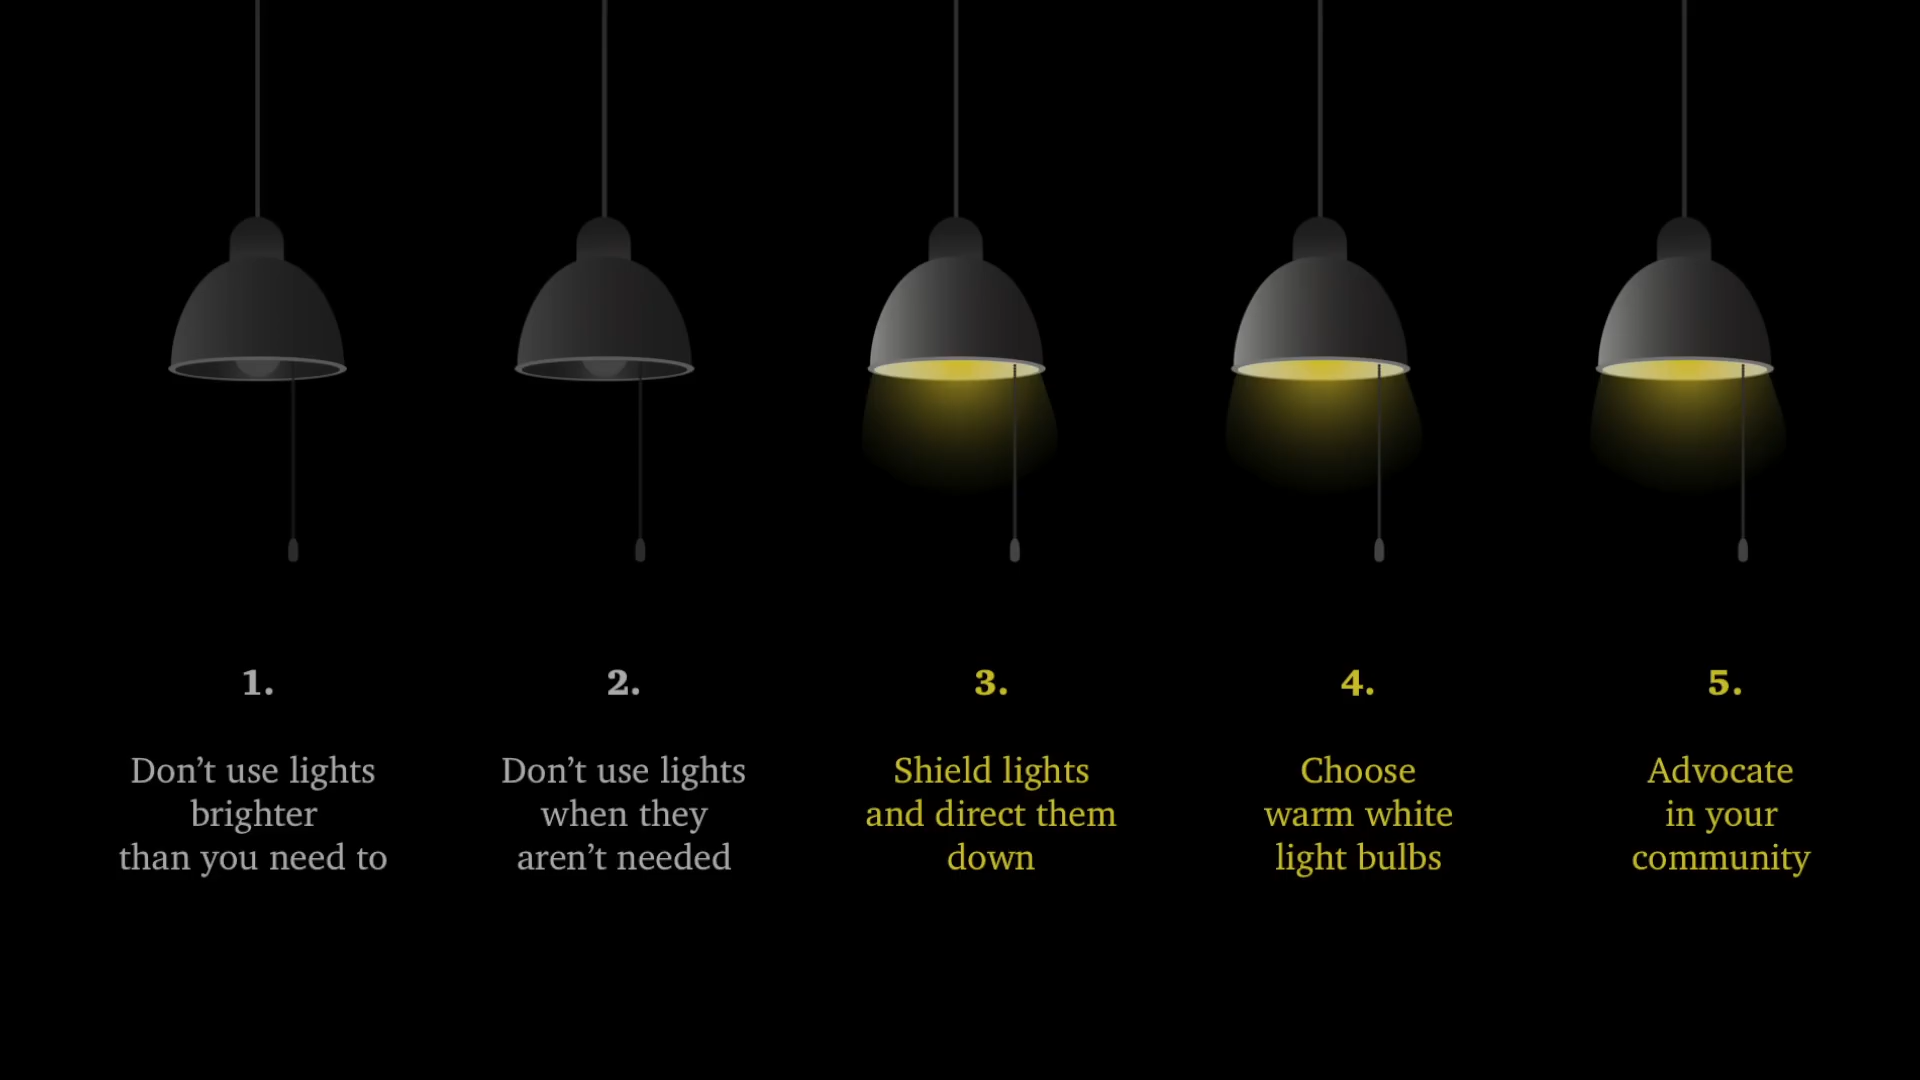 1.
Don’t use lights
brighter
than you need to
2.
Don’t use lights
when they
aren’t needed
3.
Shield lights
and direct them
down
4.
Choose
warm white
light bulbs
5.
Advocate
in your
community